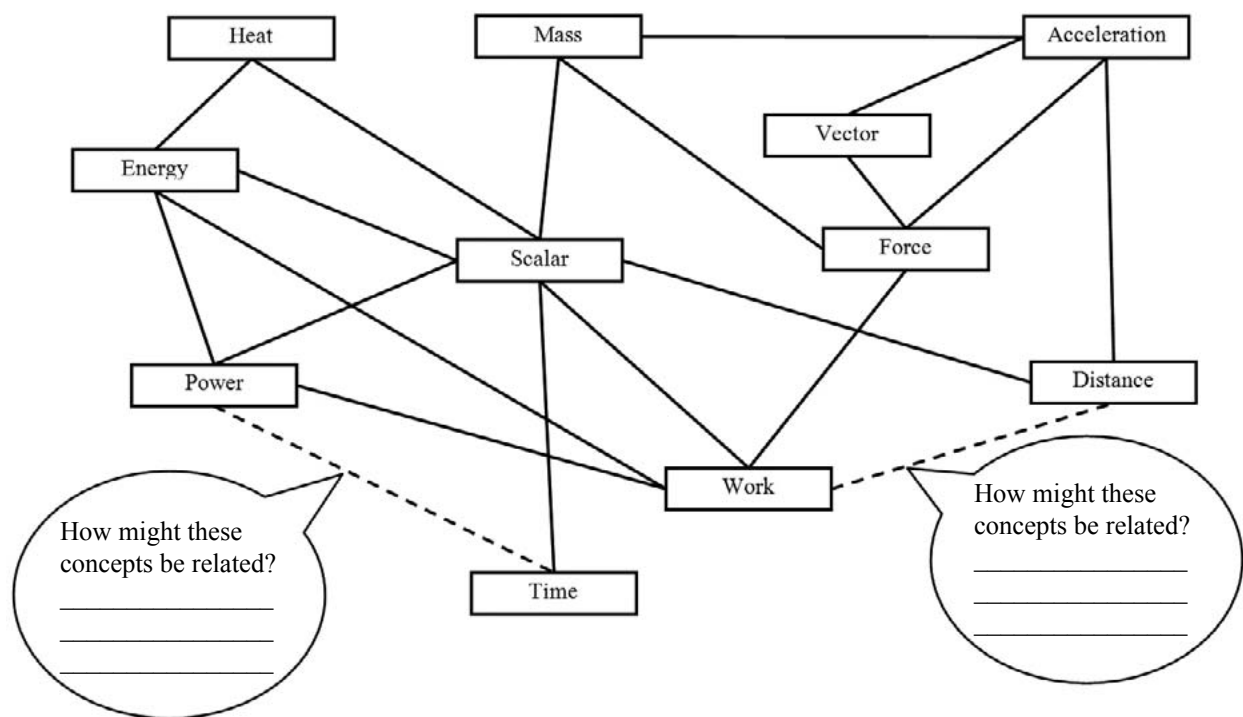 Heat
Mass
Acceleration
Vector
Energy
Force
Scalar
Power
Distance
Work
Time
How might these
concepts be related?
How might these
concepts be related?